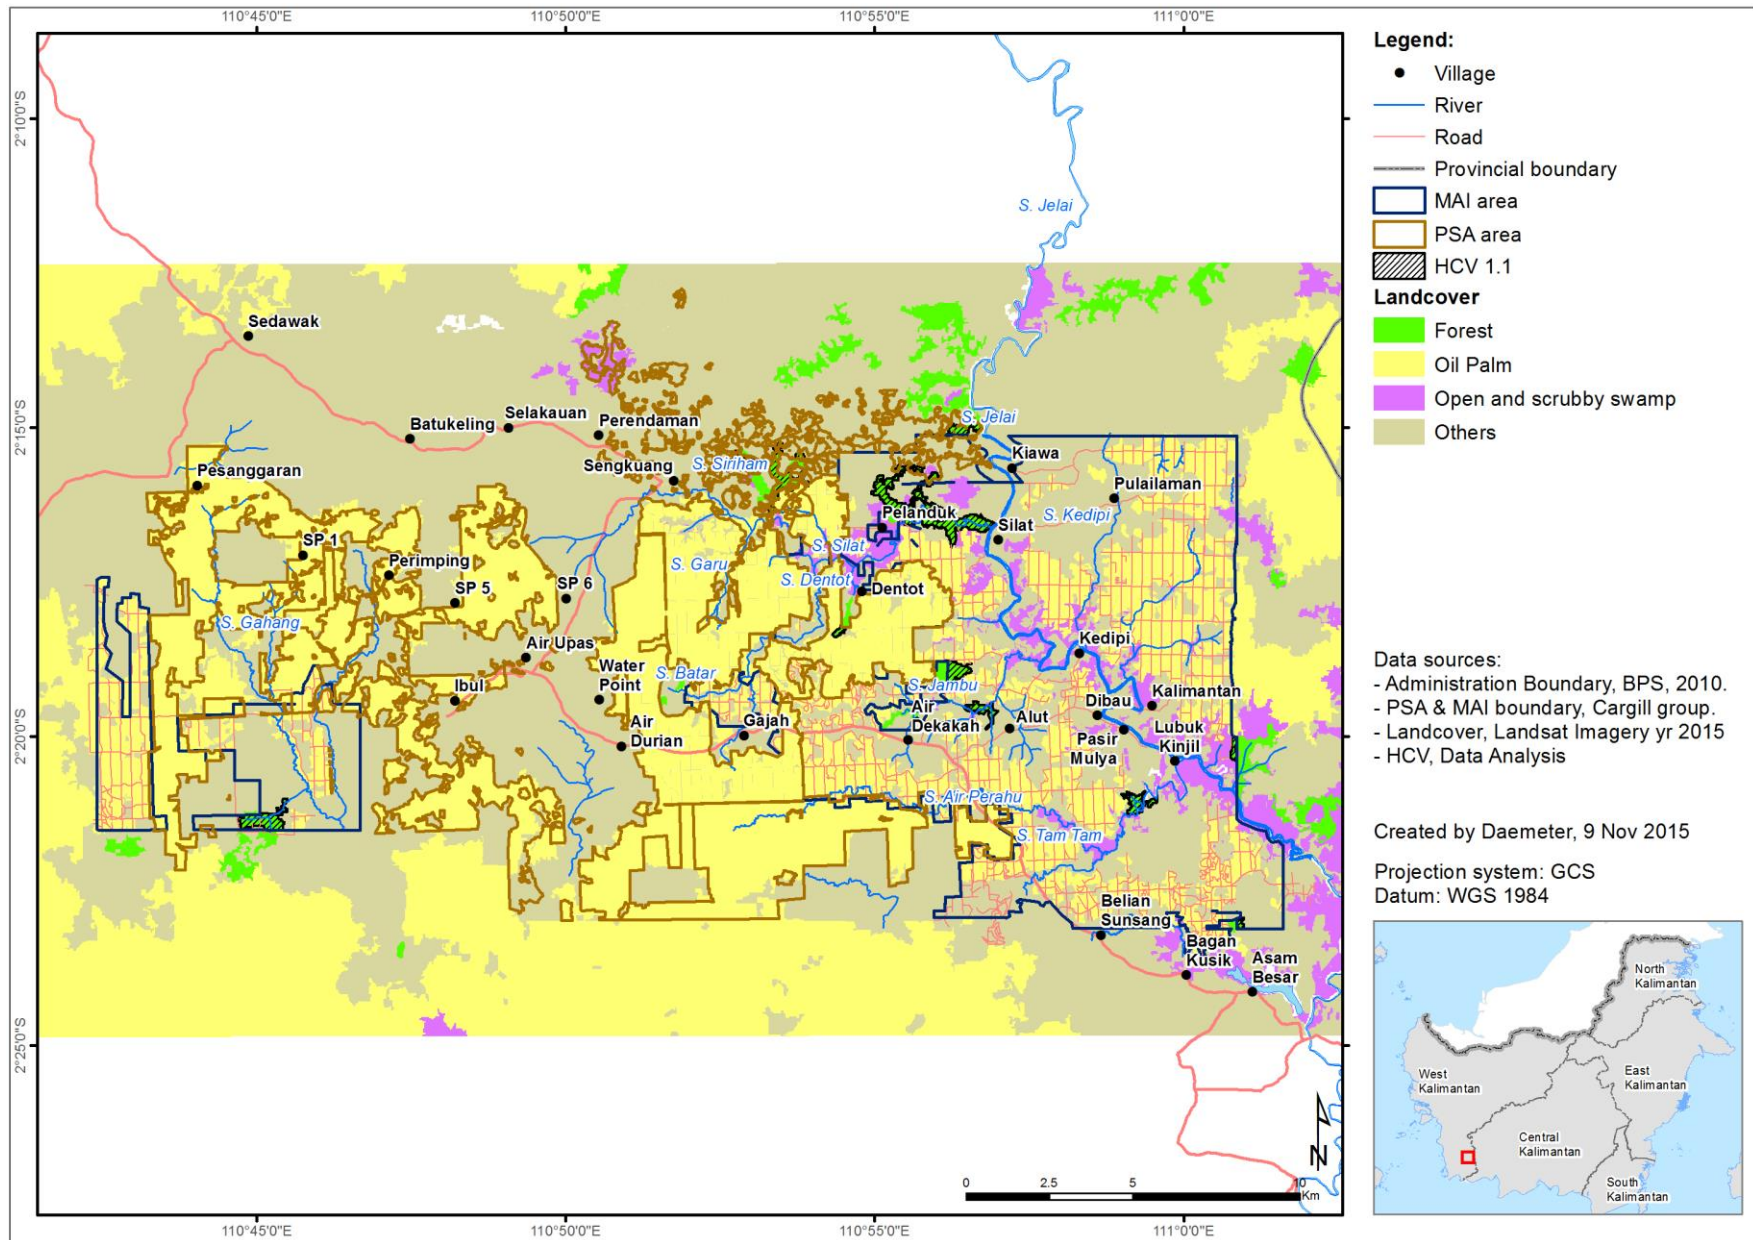 110°45'0"E
110°50'0"E
110°55'0"E
111°0'0"E
2°10'0"S
2°15'0"S
2°20'0"S
2°25'0"S
S. Jelai
Sedawak
Batukeling
Selakauan
Perendaman
S. Jelai
Sengkuang
S. Siriham
Kiawa
Pesanggaran
Pulailaman
Pelanduk
S. Kedipi
Silat
SP 1
S. Silat
Perimping
S. Garu
S. Dentot
SP 5
SP 6
Dentot
S. Gahang
Air Upas
Kedipi
Water
Point
S. Batar
S. Jambu
Ibul
Kalimantan
Air
Durian
Gajah
Air
Dekakah
Alut
Dibau
Pasir
Mulya
Lubuk
Kinjil
S. Air Perahu
S. Tam Tam
Belian
Sunsang
Bagan
Kusik
Asam
Besar
N
0
2.5
5
10
Km
110°45'0"E
110°50'0"E
110°55'0"E
111°0'0"E
Legend:
Village
River
Road
Provincial boundary
MAI area
PSA area
HCV 1.1
Landcover
Forest
Oil Palm
Open and scrubby swamp
Others
Data sources:
- Administration Boundary, BPS, 2010.
- PSA & MAI boundary, Cargill group.
- Landcover, Landsat Imagery yr 2015
- HCV, Data Analysis
Created by Daemeter, 9 Nov 2015
Projection system: GCS
Datum: WGS 1984
North
Kalimantan
West
Kalimantan
East
Kalimantan
Central
Kalimantan
South
Kalimantan